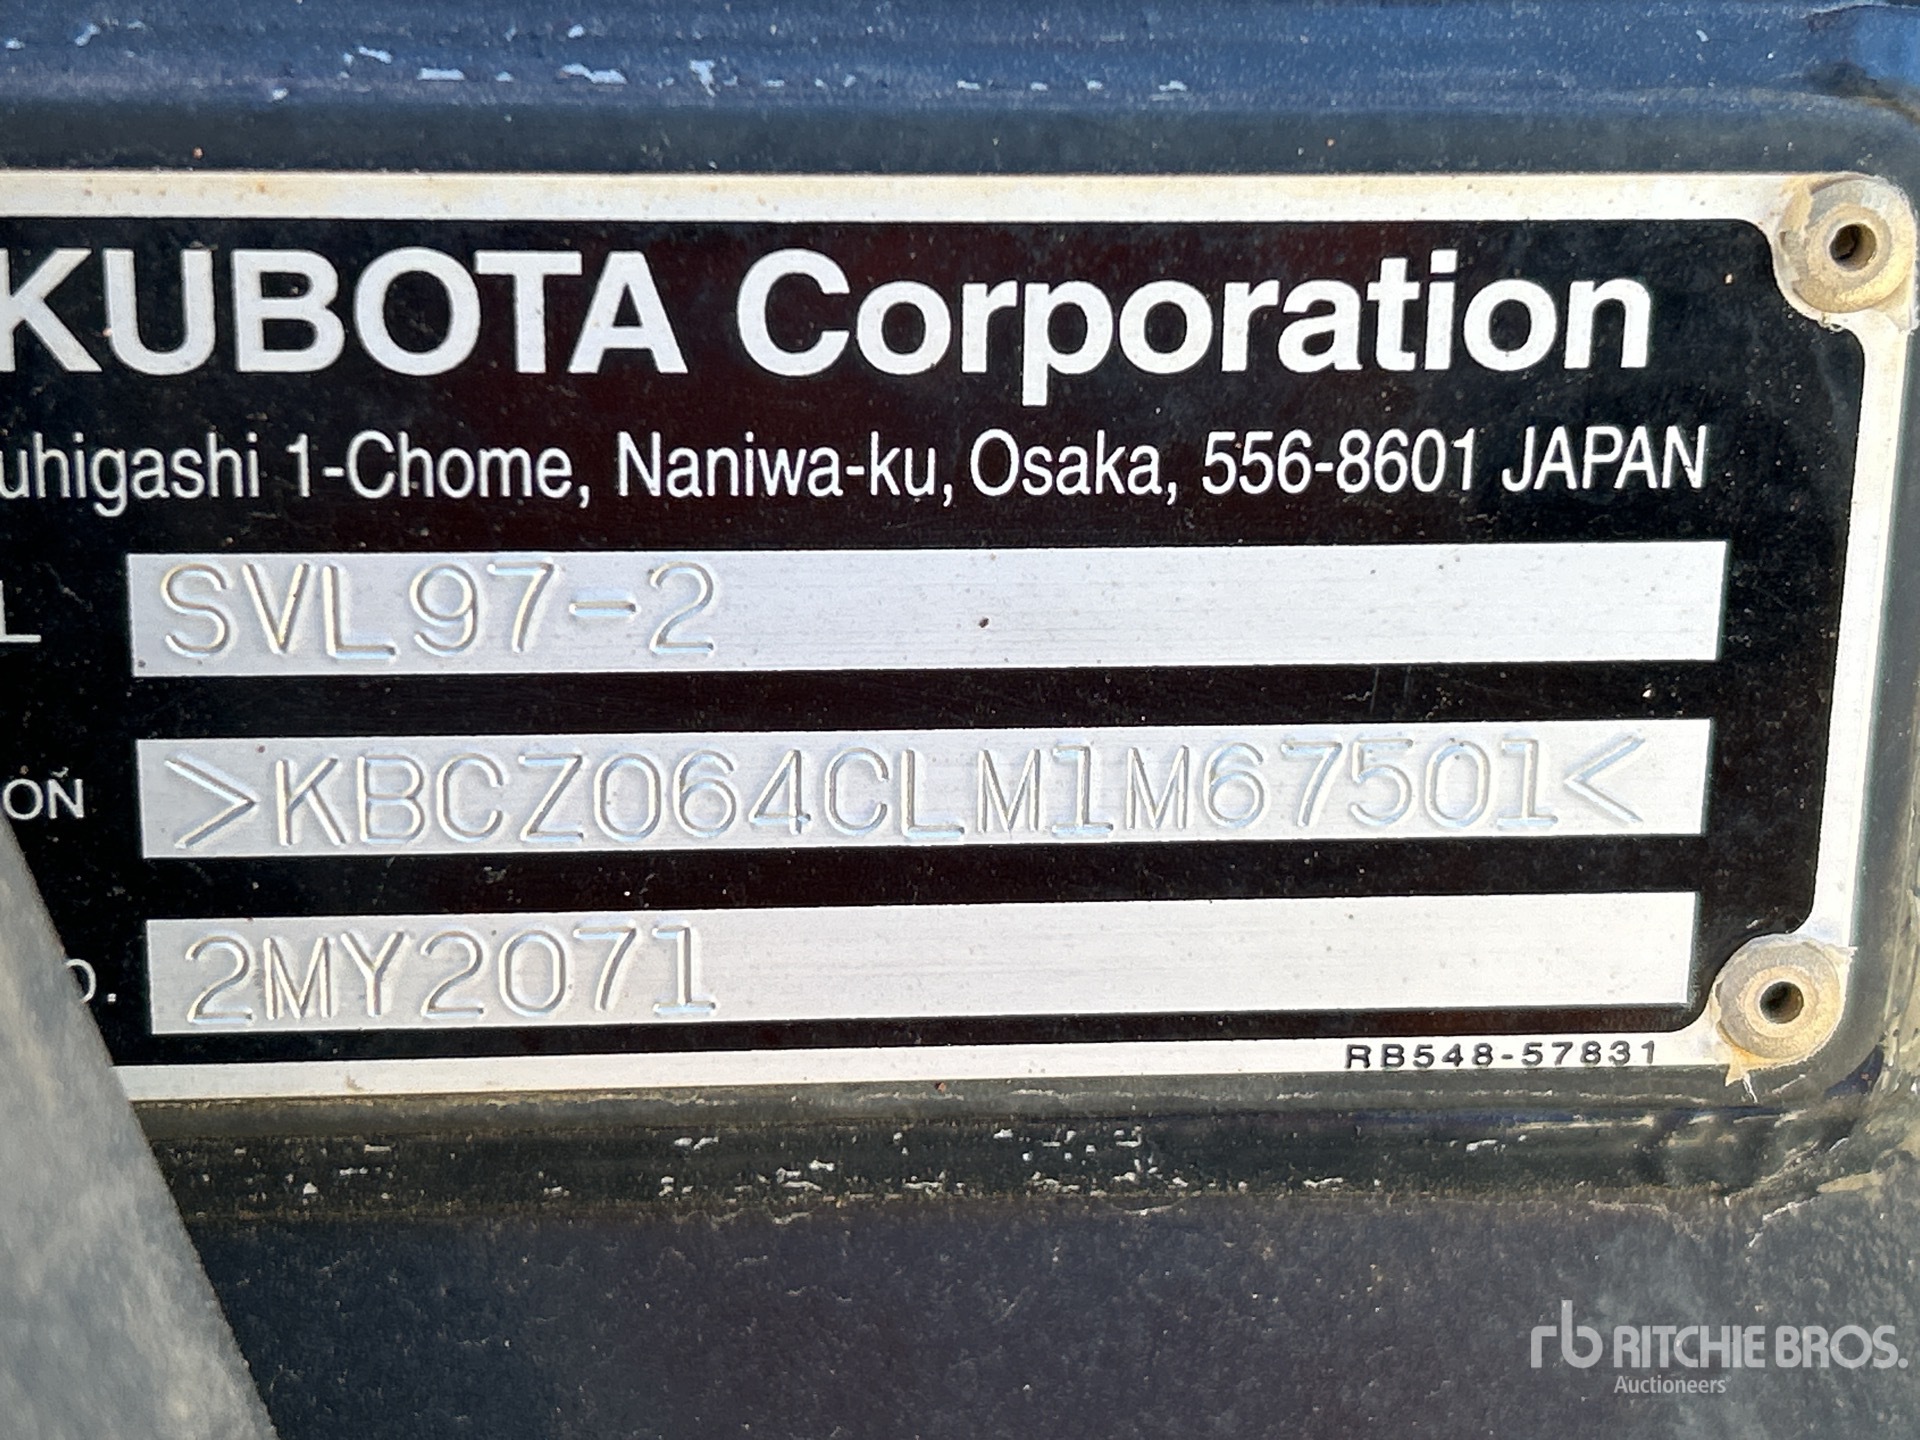 KUBOTA Corporation
uhigashi 1-Chome, Naniwa-ku, Osaka, 556-8601 JAPAN
L SVL97-2
ON >KBCZ064CLM1M67501<
O. 2MY2071
RB548-57831
rb RITCHIE BROS.
Auctioneers